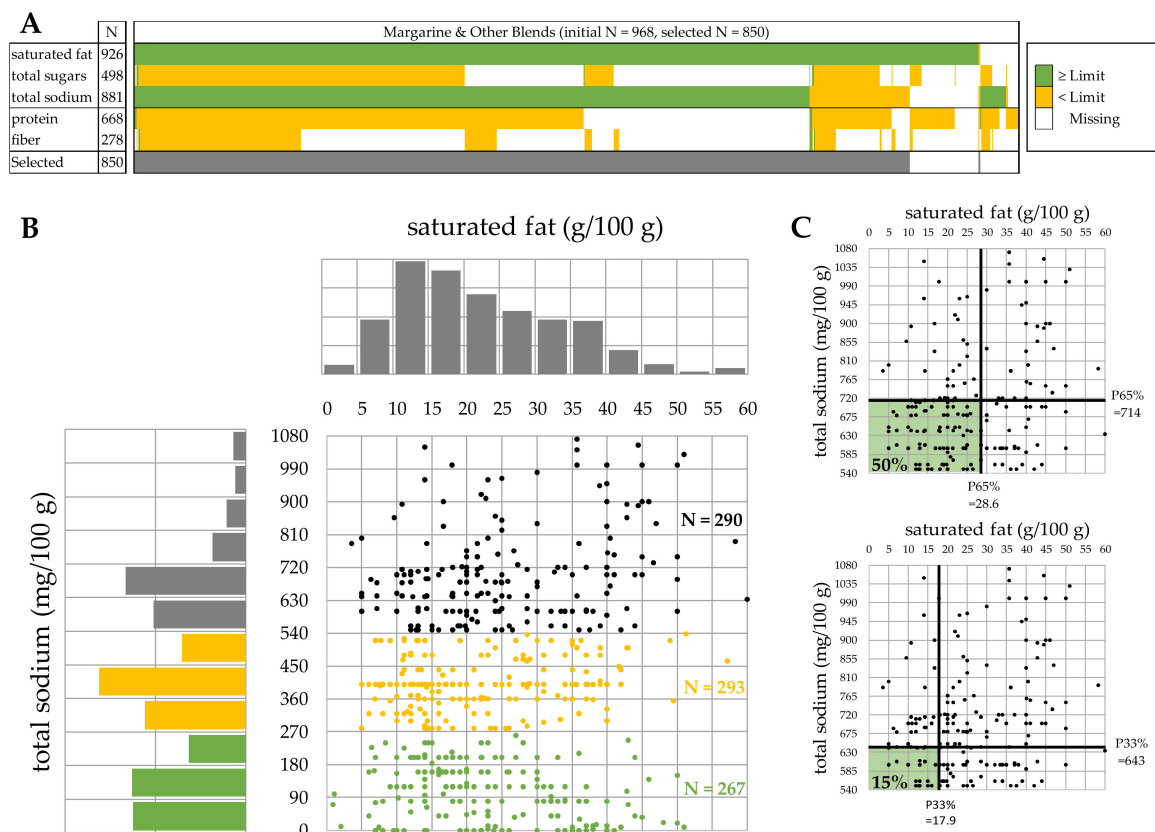 A
N
Margarine & Other Blends (initial N = 968, selected N = 850)
saturated fat 926
total sugars 498
total sodium 881
protein 668
fiber 278
Selected 850
≥ Limit
< Limit
Missing
B
saturated fat (g/100 g)
0 5 10 15 20 25 30 35 40 45 50 55 60
total sodium (mg/100 g)
1080
990
900
810
720
630
540
450
360
270
180
90
0
N = 290
N = 293
N = 267
C
saturated fat (g/100 g)
0 5 10 15 20 25 30 35 40 45 50 55 60
total sodium (mg/100 g)
1080
1035
990
945
900
855
810
765
720
675
630
585
540
50%
P65%
=714
P65%
=28.6
saturated fat (g/100 g)
0 5 10 15 20 25 30 35 40 45 50 55 60
total sodium (mg/100 g)
1080
1035
990
945
900
855
810
765
720
675
630
585
540
15%
P33%
=643
P33%
=17.9